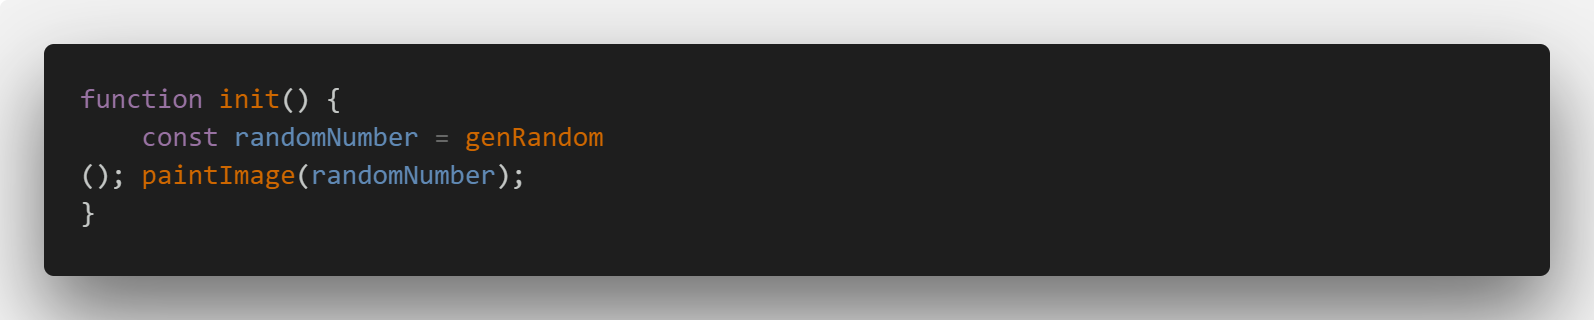 function init() {
    const randomNumber = genRandom
(); paintImage(randomNumber);
}